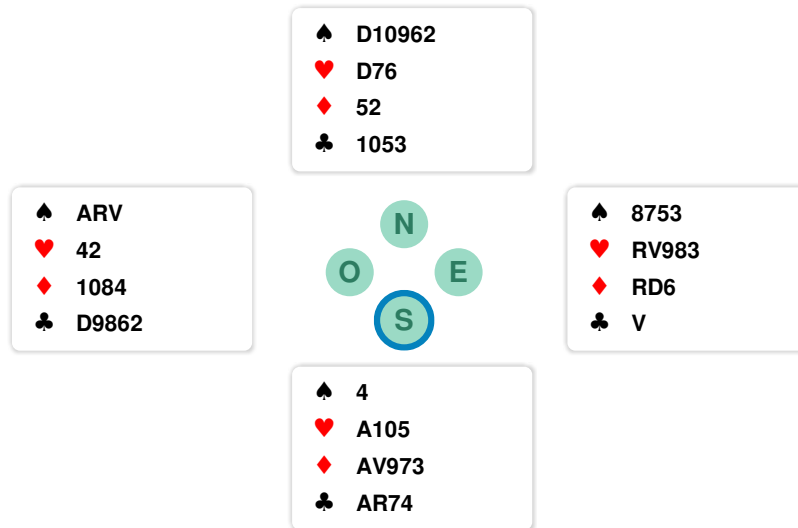 ♠ D10962
♥ D76
♦ 52
♣ 1053
♠ ARV
♥ 42
♦ 1084
♣ D9862
N
O E
S
♠ 8753
♥ RV983
♦ RD6
♣ V
♠ 4
♥ A105
♦ AV973
♣ AR74